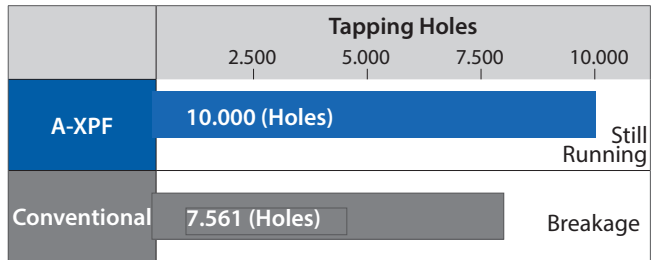 Tapping Holes
2.500 5.000 7.500 10.000
A-XPF 10.000 (Holes) Still
Running
Conventional 7.561 (Holes) Breakage